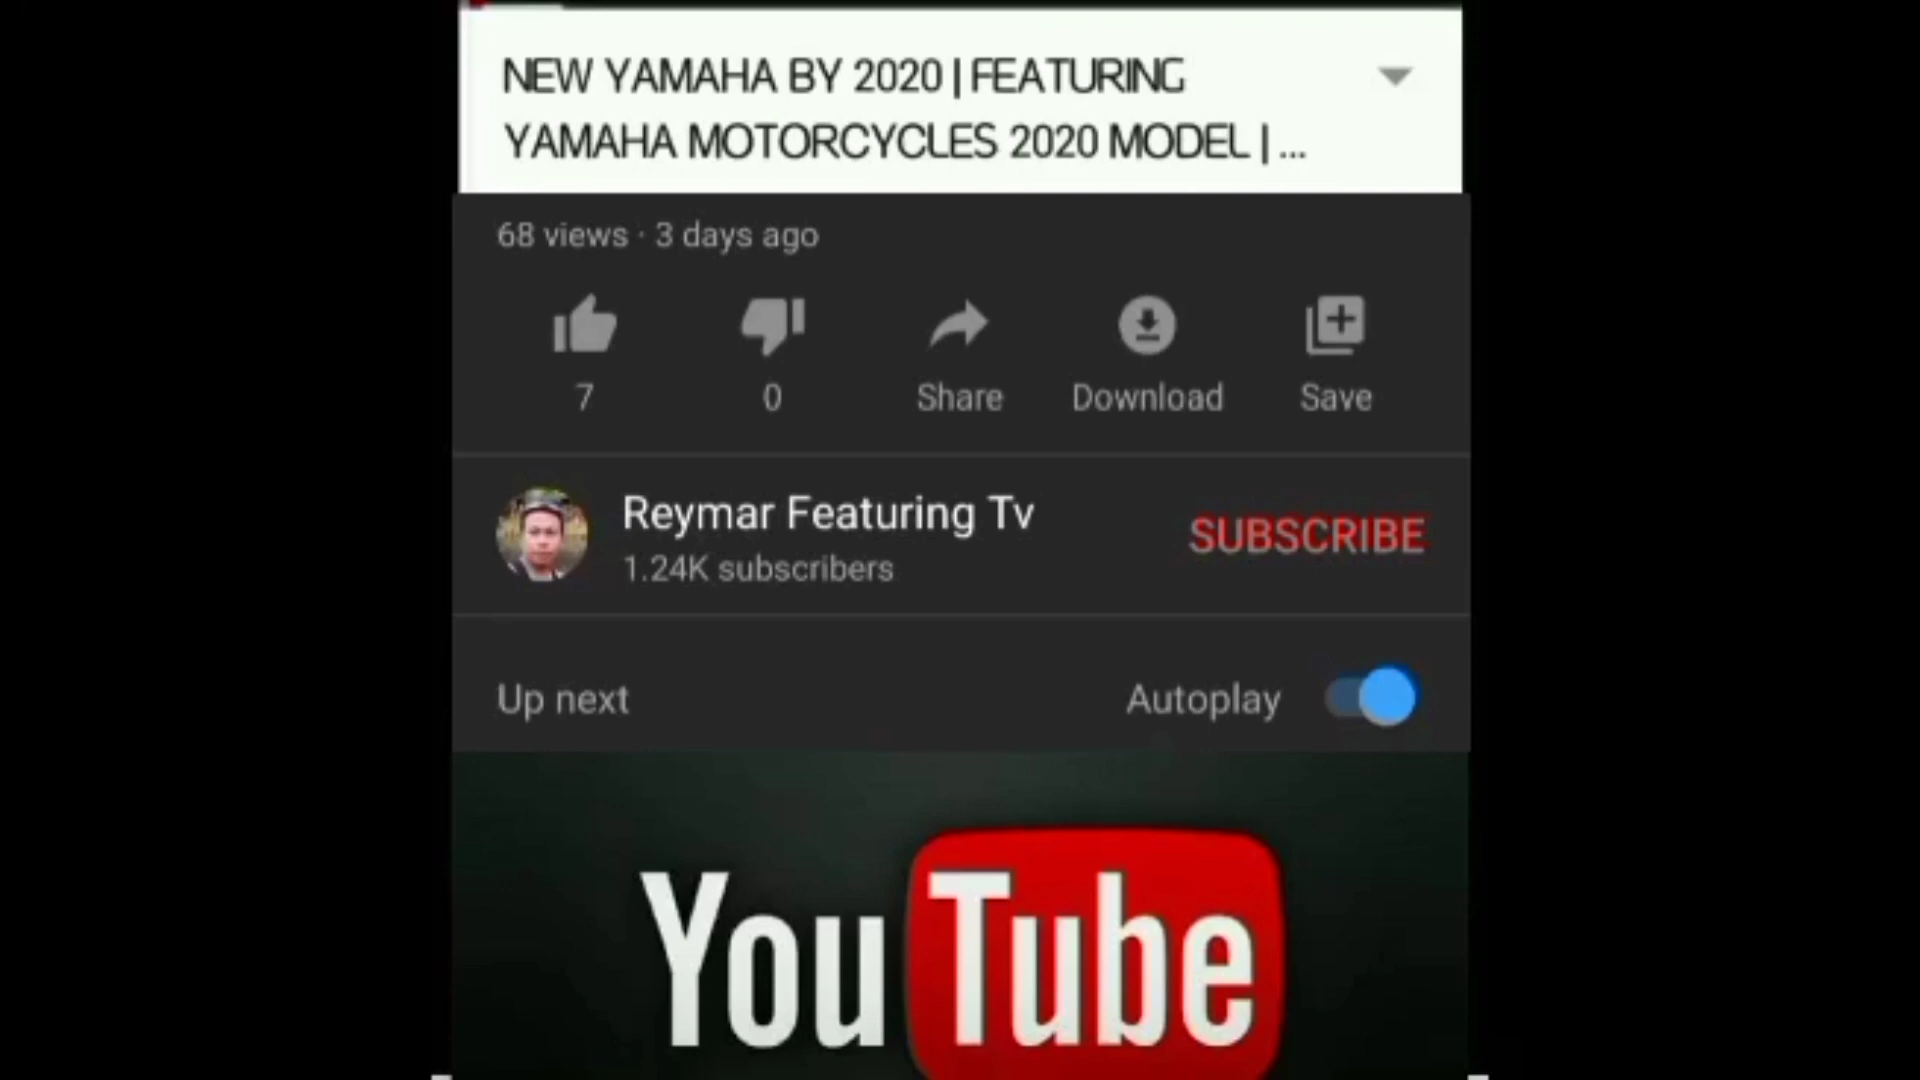 NEW YAMAHA BY 2020 | FEATURING
YAMAHA MOTORCYCLES 2020 MODEL | ...
68 views · 3 days ago
7
0
Share
Download
Save
Reymar Featuring Tv
SUBSCRIBE
1.24K subscribers
Up next
Autoplay
YouTube